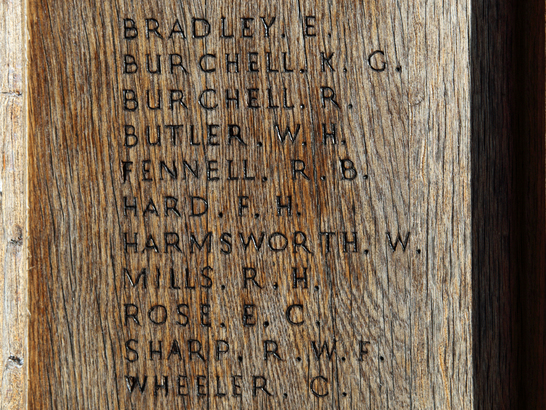 BRADLEY. E.
BURCHELL. K. G.
BURCHELL. R.
BUTLER. W. H.
FENNELL. R. B.
HARD. F. H.
HARMSWORTH. W.
MILLS. R. H.
ROSE. E. C.
SHARP. R. W. F.
WHEELER. C.